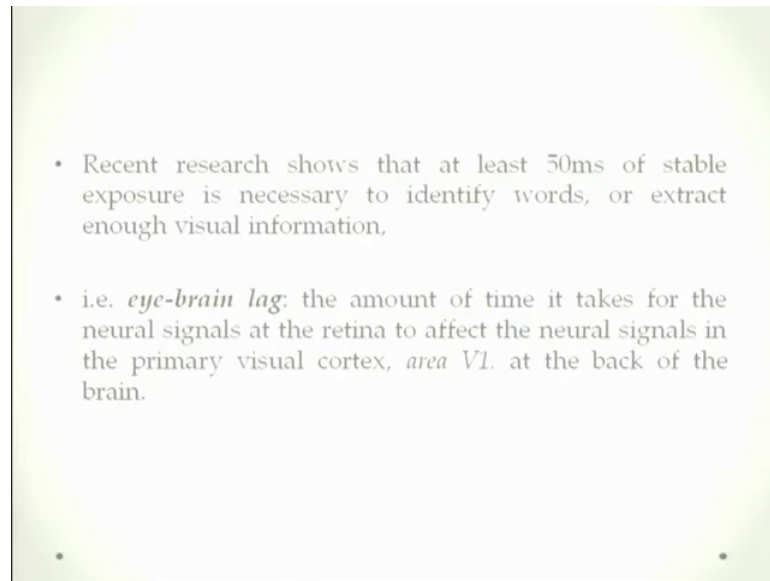 • Recent research shows that at least 50ms of stable
exposure is necessary to identify words, or extract
enough visual information,
• i.e. eye-brain lag: the amount of time it takes for the
neural signals at the retina to affect the neural signals in
the primary visual cortex, area V1. at the back of the
brain.